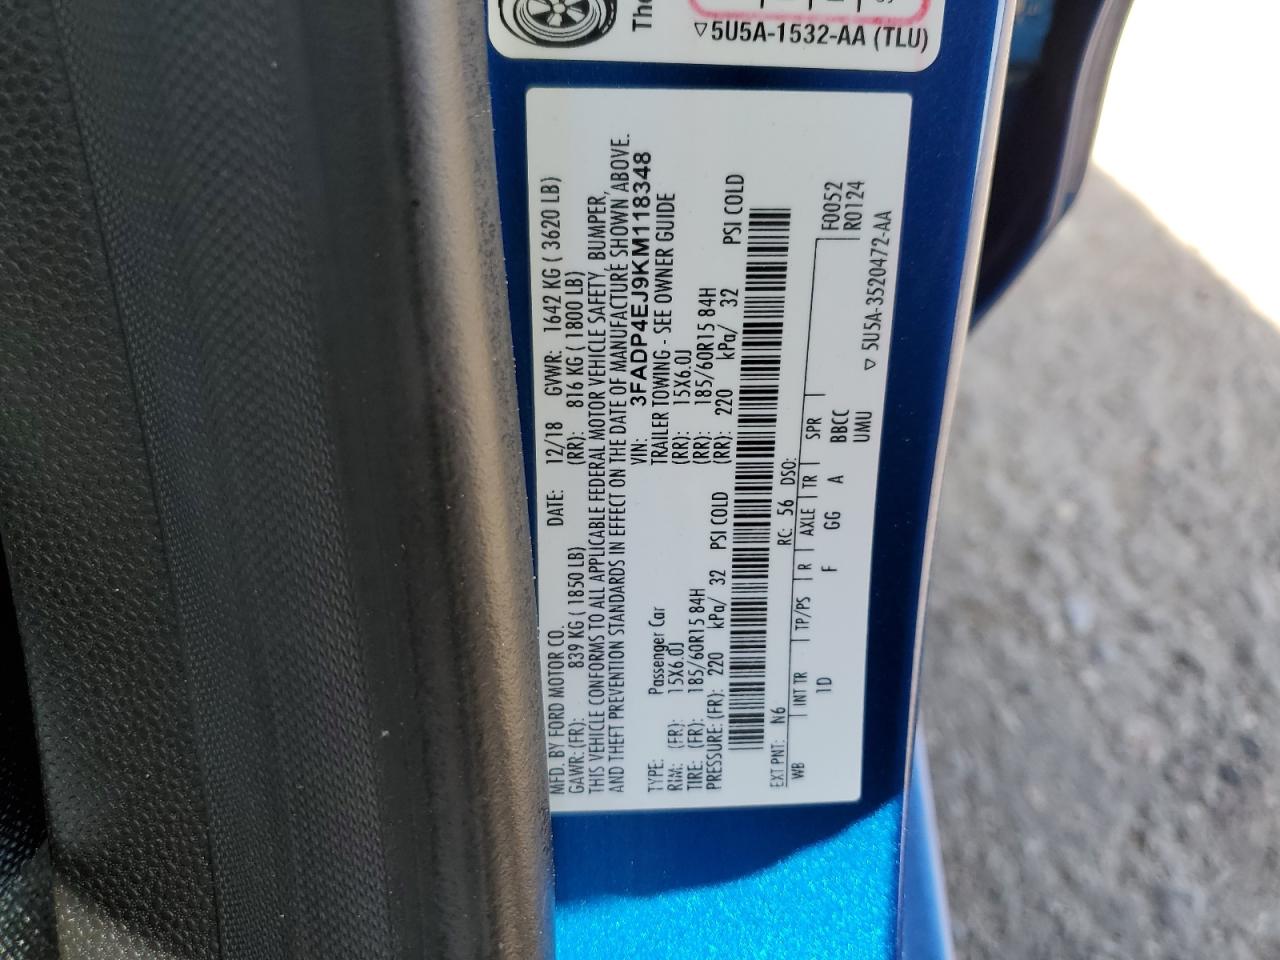 The
▽5U5A-1532-AA (TLU)
MFD. BY FORD MOTOR CO. DATE: 12/18 GVWR: 1642 KG ( 3620 LB)
GAWR: (FR): 839 KG ( 1850 LB) (RR): 816 KG ( 1800 LB)
THIS VEHICLE CONFORMS TO ALL APPLICABLE FEDERAL MOTOR VEHICLE SAFETY, BUMPER,
AND THEFT PREVENTION STANDARDS IN EFFECT ON THE DATE OF MANUFACTURE SHOWN ABOVE.
VIN: 3FADP4EJ9KM118348
TYPE: Passenger Car TRAILER TOWING - SEE OWNER GUIDE
RIM: (FR): 15X6.0J (RR): 15X6.0J
TIRE: (FR): 185/60R15 84H (RR): 185/60R15 84H
PRESSURE: (FR): 220 kPa/ 32 PSI COLD (RR): 220 kPa/ 32 PSI COLD
EXT PNT: N6 RC: 56 DSO: F0052
WB INT TR TP/PS R AXLE TR SPR R0124
1D F GG A BBCC
UMU
▽ 5U5A-3520472-AA